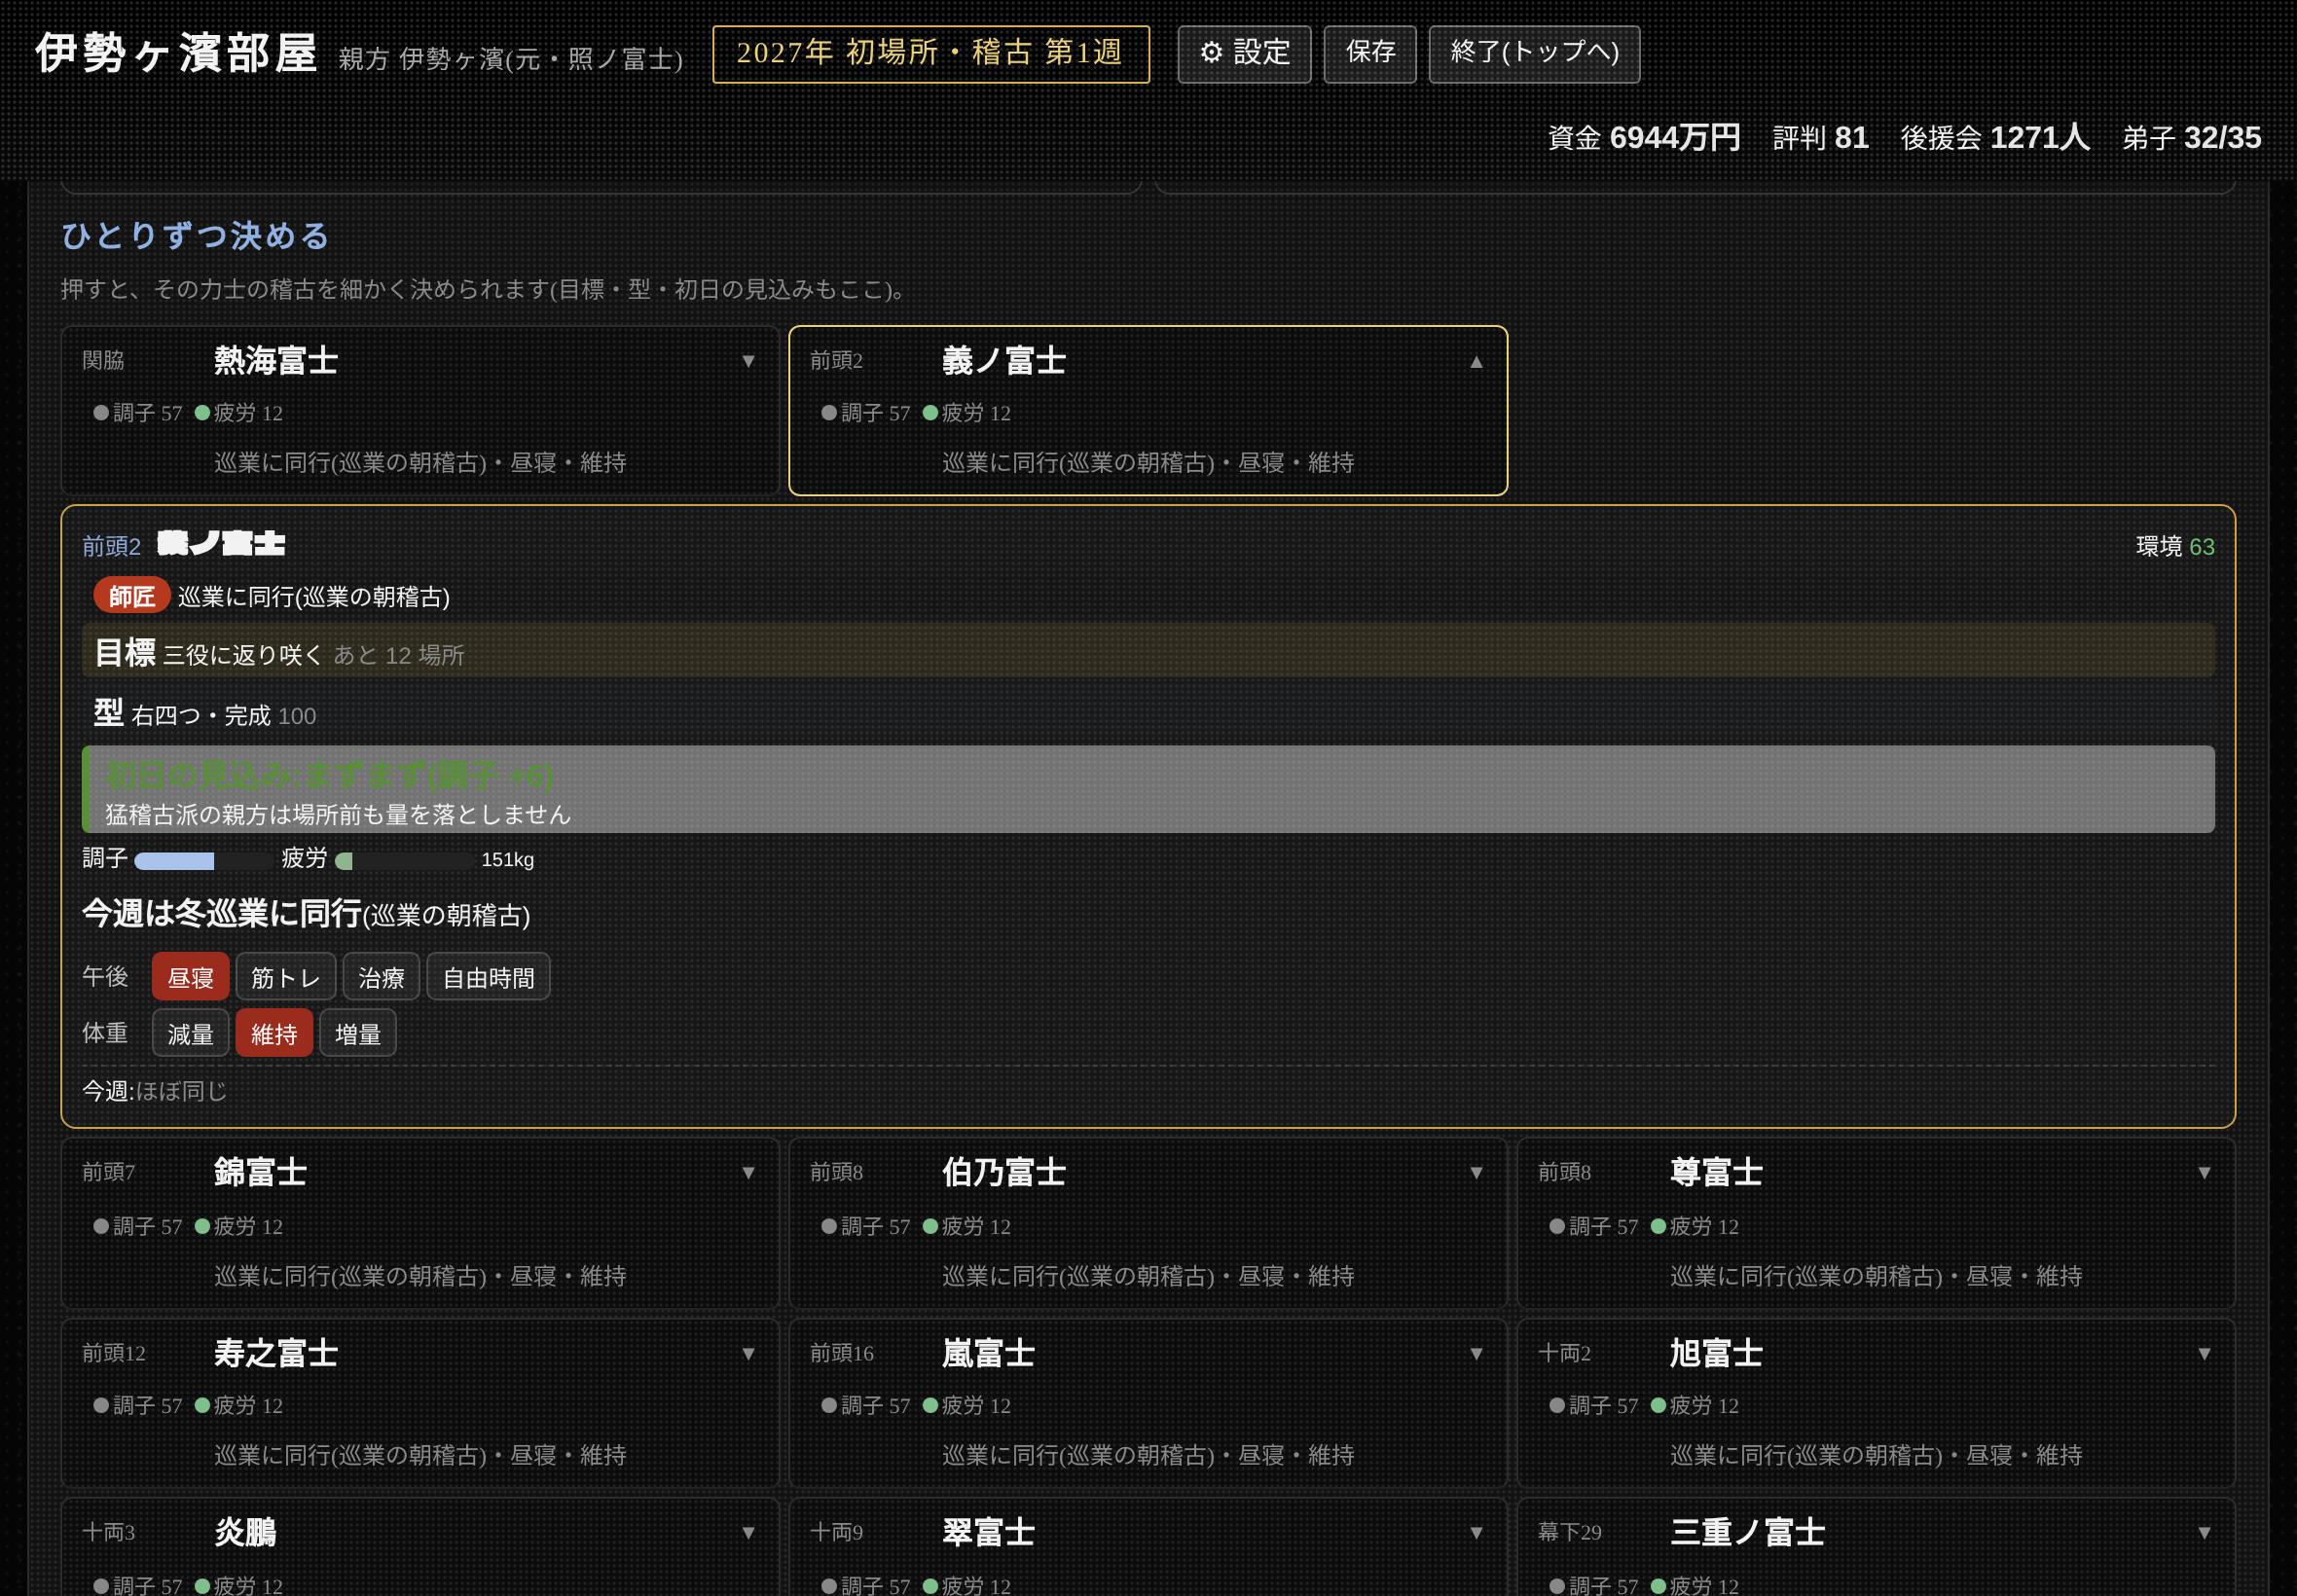 伊勢ヶ濱部屋 親方 伊勢ヶ濱(元・照ノ富士) 2027年 初場所・稽古 第1週 ⚙ 設定 保存 終了(トップへ)
資金 6944万円 評判 81 後援会 1271人 弟子 32/35
ひとりずつ決める
押すと、その力士の稽古を細かく決められます(目標・型・初日の見込みもここ)。
関脇 熱海富士 ▼ 前頭2 義ノ富士 ▲
調子 57 疲労 12 調子 57 疲労 12
巡業に同行(巡業の朝稽古)・昼寝・維持 巡業に同行(巡業の朝稽古)・昼寝・維持
前頭2 義ノ富士 環境 63
師匠 巡業に同行(巡業の朝稽古)
目標 三役に返り咲く あと 12 場所
型 右四つ・完成 100
初日の見込み:まずまず(調子 +6)
猛稽古派の親方は場所前も量を落としません
調子 疲労 151kg
今週は冬巡業に同行(巡業の朝稽古)
午後 昼寝 筋トレ 治療 自由時間
体重 減量 維持 増量
今週:ほぼ同じ
前頭7 錦富士 ▼ 前頭8 伯乃富士 ▼ 前頭8 尊富士 ▼
調子 57 疲労 12 調子 57 疲労 12 調子 57 疲労 12
巡業に同行(巡業の朝稽古)・昼寝・維持 巡業に同行(巡業の朝稽古)・昼寝・維持 巡業に同行(巡業の朝稽古)・昼寝・維持
前頭12 寿之富士 ▼ 前頭16 嵐富士 ▼ 十両2 旭富士 ▼
調子 57 疲労 12 調子 57 疲労 12 調子 57 疲労 12
巡業に同行(巡業の朝稽古)・昼寝・維持 巡業に同行(巡業の朝稽古)・昼寝・維持 巡業に同行(巡業の朝稽古)・昼寝・維持
十両3 炎鵬 ▼ 十両9 翠富士 ▼ 幕下29 三重ノ富士 ▼
調子 57 疲労 12 調子 57 疲労 12 調子 57 疲労 12